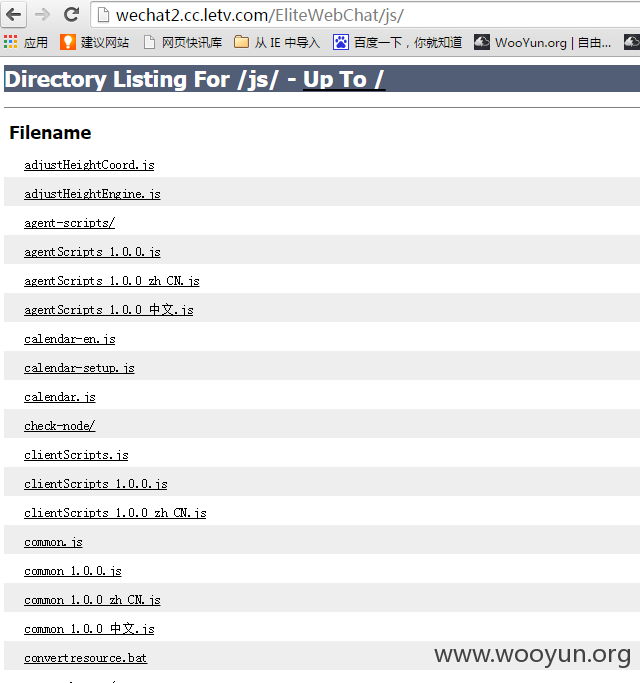 wechat2.cc.letv.com/EliteWebChat/js/
应用 建议网站 网页快讯库 从 IE 中导入 百度一下，你就知道 WooYun.org | 自由...
Directory Listing For /js/ - Up To /
Filename
adjustHeightCoord.js
adjustHeightEngine.js
agent-scripts/
agentScripts_1.0.0.js
agentScripts_1.0.0_zh_CN.js
agentScripts_1.0.0_中文.js
calendar-en.js
calendar-setup.js
calendar.js
check-node/
clientScripts.js
clientScripts_1.0.0.js
clientScripts_1.0.0_zh_CN.js
common.js
common_1.0.0.js
common_1.0.0_zh_CN.js
common_1.0.0_中文.js
convertresource.bat
www.wooyun.org